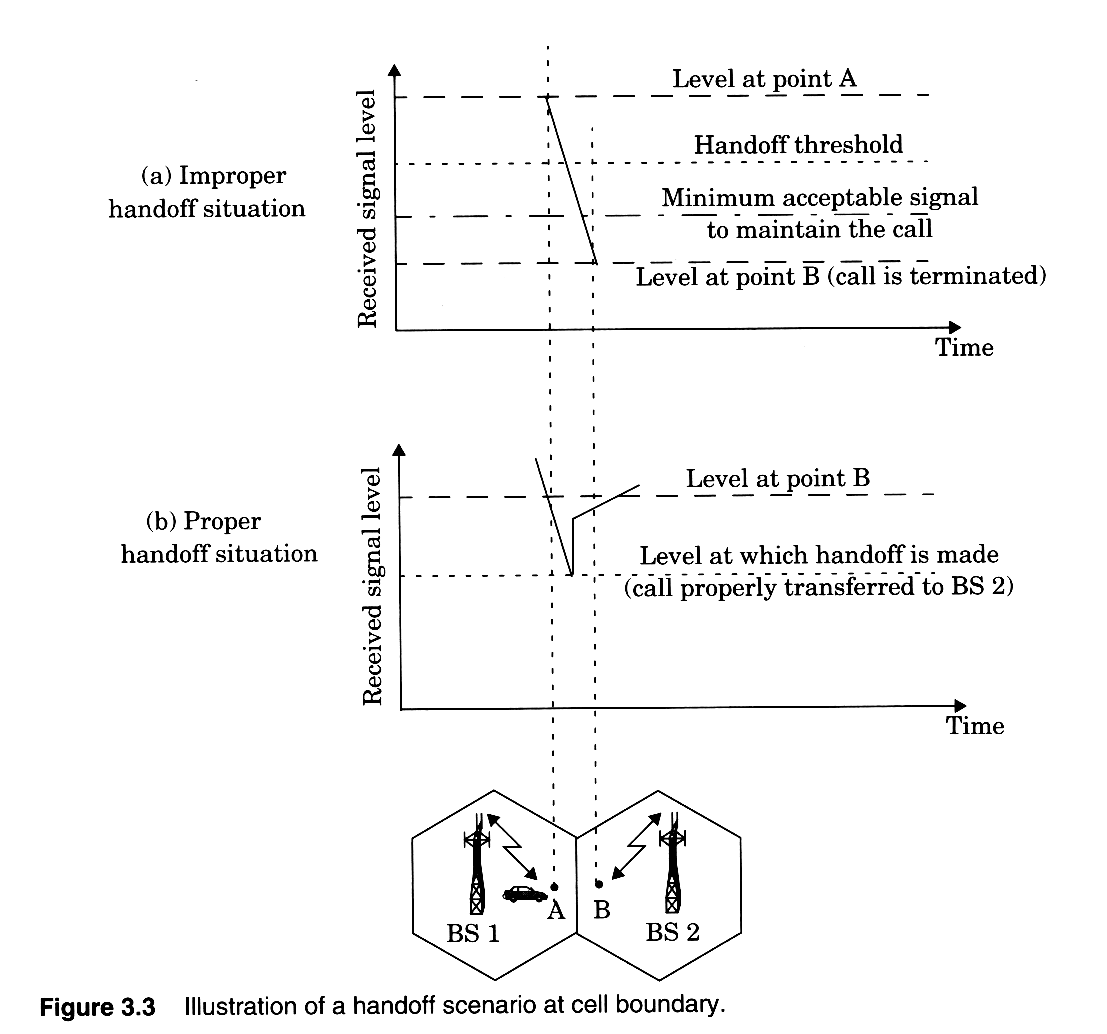 Level at point A
Handoff threshold
(a) Improper
handoff situation
Minimum acceptable signal
to maintain the call
Level at point B (call is terminated)
Received signal level
Time
Level at point B
(b) Proper
handoff situation
Level at which handoff is made
(call properly transferred to BS 2)
Received signal level
Time
A
B
BS 1
BS 2
Figure 3.3 Illustration of a handoff scenario at cell boundary.